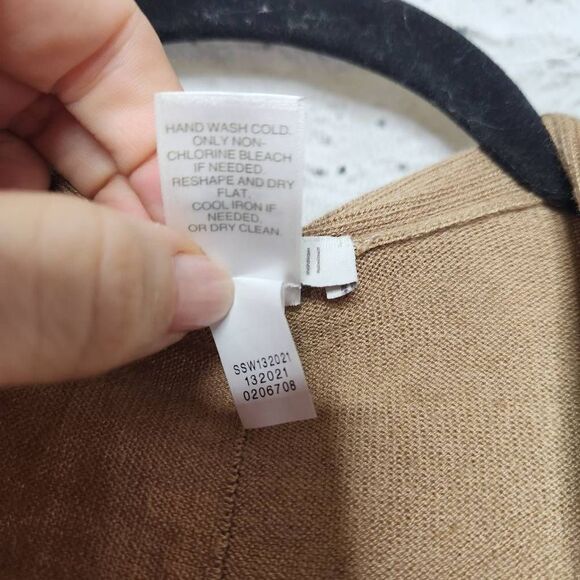 HAND WASH COLD.
ONLY NON-
CHLORINE BLEACH
IF NEEDED.
RESHAPE AND DRY
FLAT.
COOL IRON IF
NEEDED.
OR DRY CLEAN.
SSW132021
132021
0206708